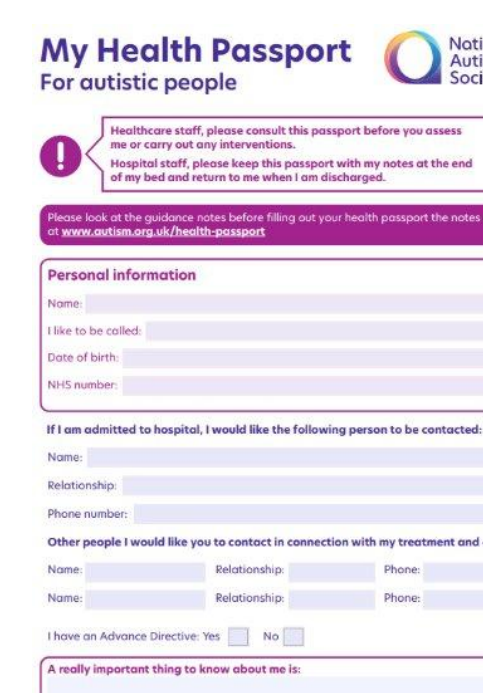 My Health Passport
For autistic people
Nati
Auti
Soci
Healthcare staff, please consult this passport before you assess
me or carry out any interventions.
Hospital staff, please keep this passport with my notes at the end
of my bed and return to me when I am discharged.
Please look at the guidance notes before filling out your health passport the notes
at www.autism.org.uk/health-passport
Personal information
Name:
I like to be called:
Date of birth:
NHS number:
If I am admitted to hospital, I would like the following person to be contacted:
Name:
Relationship:
Phone number:
Other people I would like you to contact in connection with my treatment and
Name: Relationship: Phone:
Name: Relationship: Phone:
I have an Advance Directive: Yes No
A really important thing to know about me is: